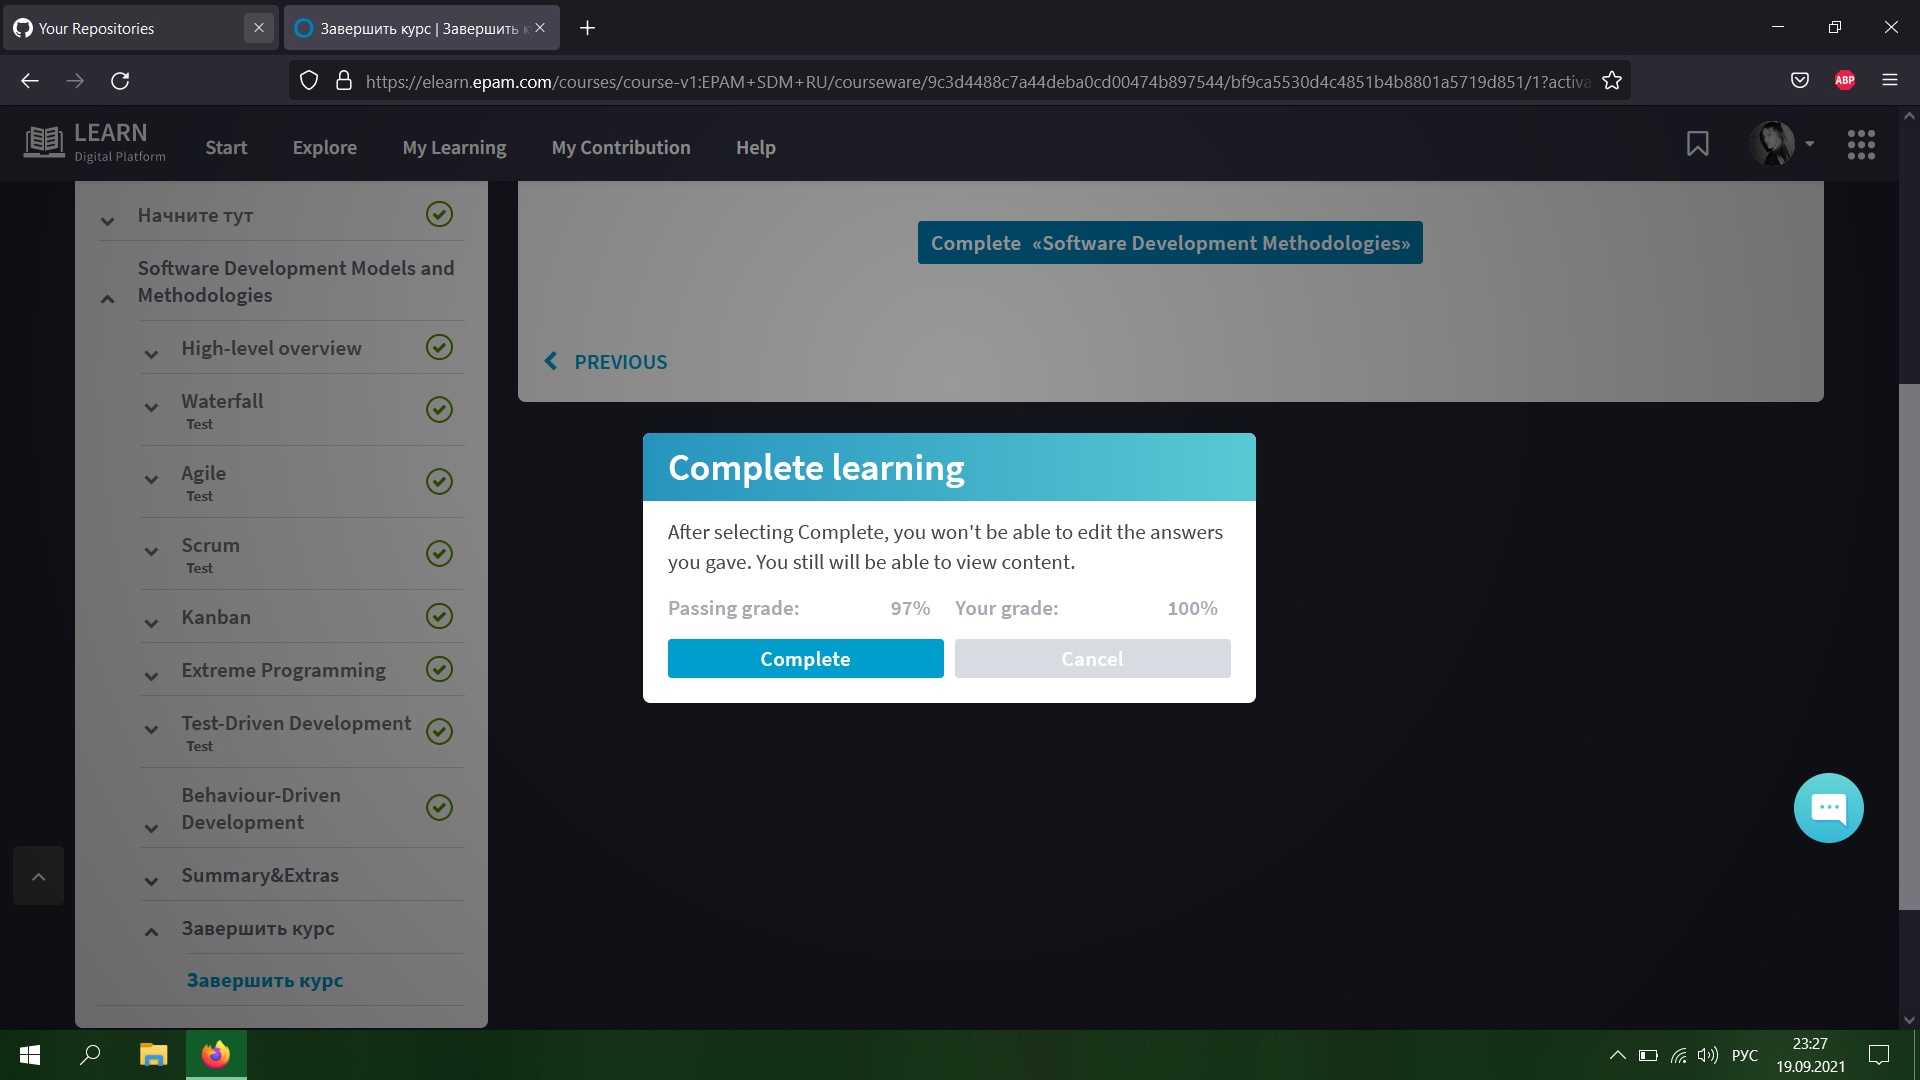 Your Repositories
Завершить курс | Завершить к
https://elearn.epam.com/courses/course-v1:EPAM+SDM+RU/courseware/9c3d4488c7a44deba0cd00474b897544/bf9ca5530d4c4851b4b8801a5719d851/1?activa
ABP
LEARN
Digital Platform
Start
Explore
My Learning
My Contribution
Help
Начните тут
Software Development Models and
Methodologies
High-level overview
Waterfall
Test
Agile
Test
Scrum
Test
Kanban
Extreme Programming
Test-Driven Development
Test
Behaviour-Driven
Development
Summary&Extras
Завершить курс
Завершить курс
Complete «Software Development Methodologies»
PREVIOUS
Complete learning
After selecting Complete, you won't be able to edit the answers
you gave. You still will be able to view content.
Passing grade: 97% Your grade: 100%
Complete
Cancel
РУС
23:27
19.09.2021